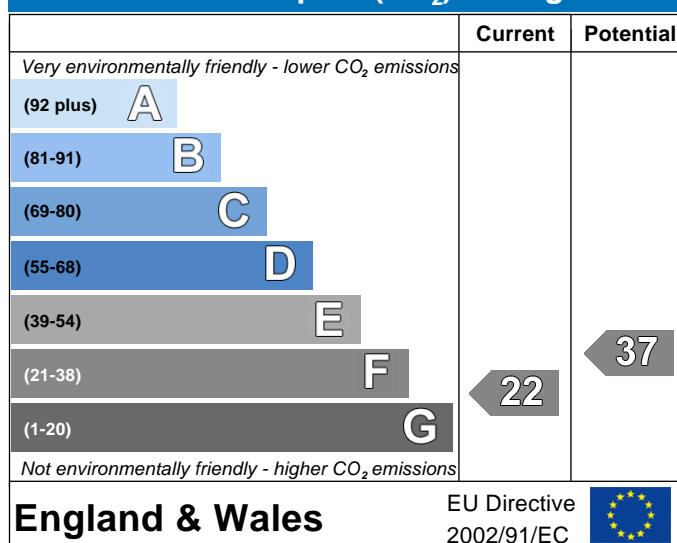 Current Potential
Very environmentally friendly - lower CO₂ emissions
(92 plus) A
(81-91) B
(69-80) C
(55-68) D
(39-54) E
(21-38) F
(1-20) G
37
22
Not environmentally friendly - higher CO₂ emissions
England & Wales
EU Directive
2002/91/EC